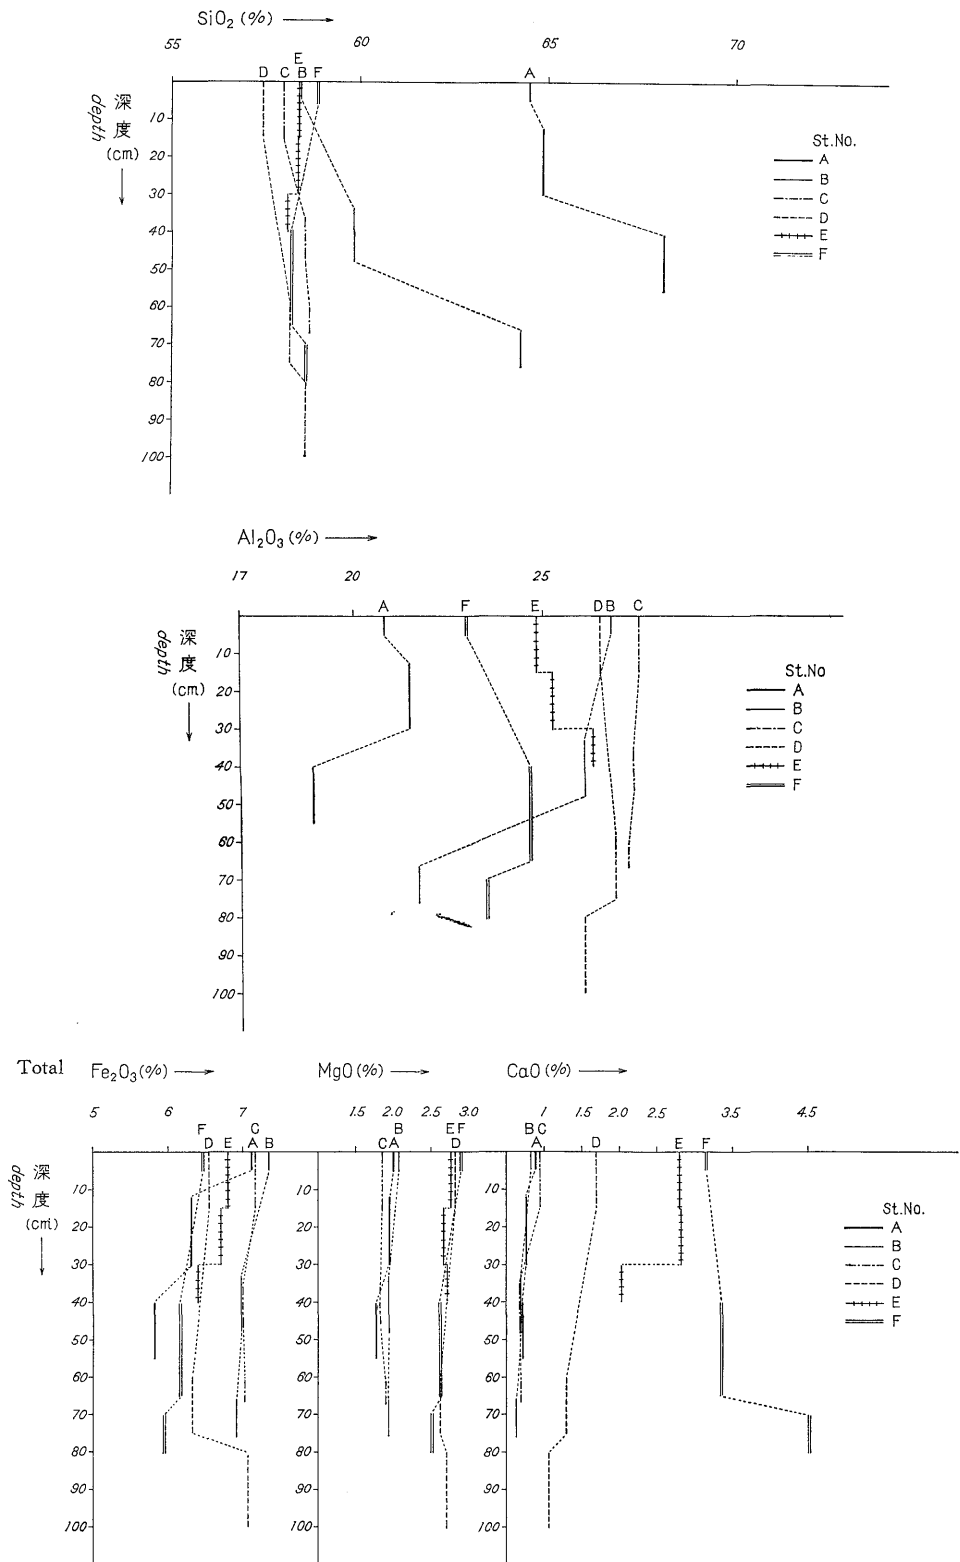 SiO₂ (%)
55 60 65 70
D C E B F A
深度
depth
(cm)
10
20
30
40
50
60
70
80
90
100
St.No.
A
B
C
D
E
F
Al₂O₃ (%)
17 20 25
A F E D B C
深度
depth
(cm)
10
20
30
40
50
60
70
80
90
100
St.No
A
B
C
D
E
F
Total Fe₂O₃(%) MgO(%) CaO(%)
5 6 7 1.5 2.0 2.5 3.0 1 1.5 2.0 2.5 3.5 4.5
F C B E F B C
D E A B C A D A D E F
深度
depth
(cm)
10
20
30
40
50
60
70
80
90
100
St.No.
A
B
C
D
E
F